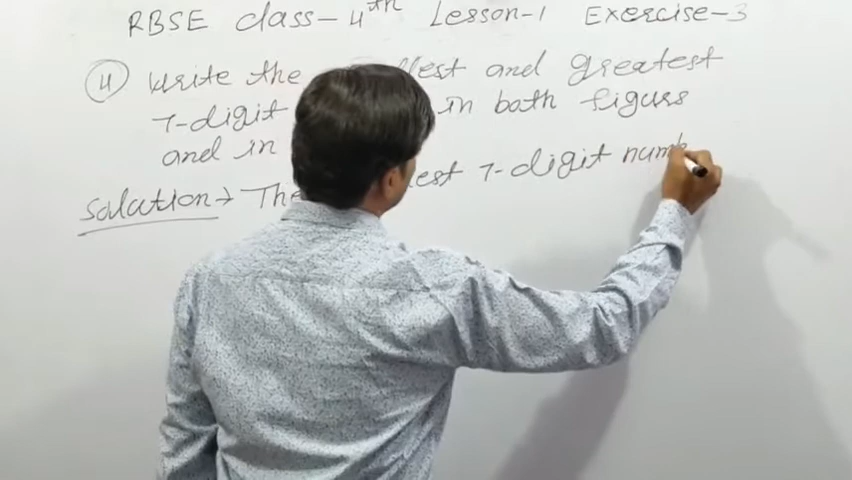 RBSE class-4th Lesson-1 Exercise-3
4 Write the llest and greatest
7-digit in both figurs
and in
Solution→ The est 7-digit numb